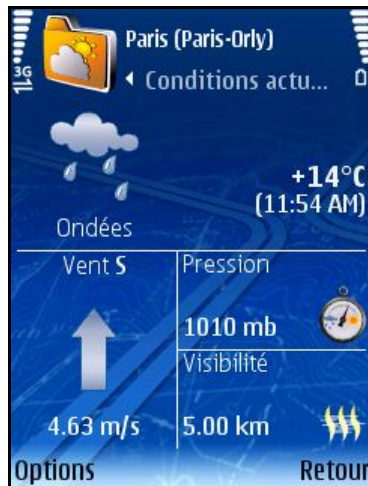 Paris (Paris-Orly)
3G
Conditions actu...
+14°C
(11:54 AM)
Ondées
Vent S
Pression
1010 mb
Visibilité
4.63 m/s
5.00 km
Options
Retour